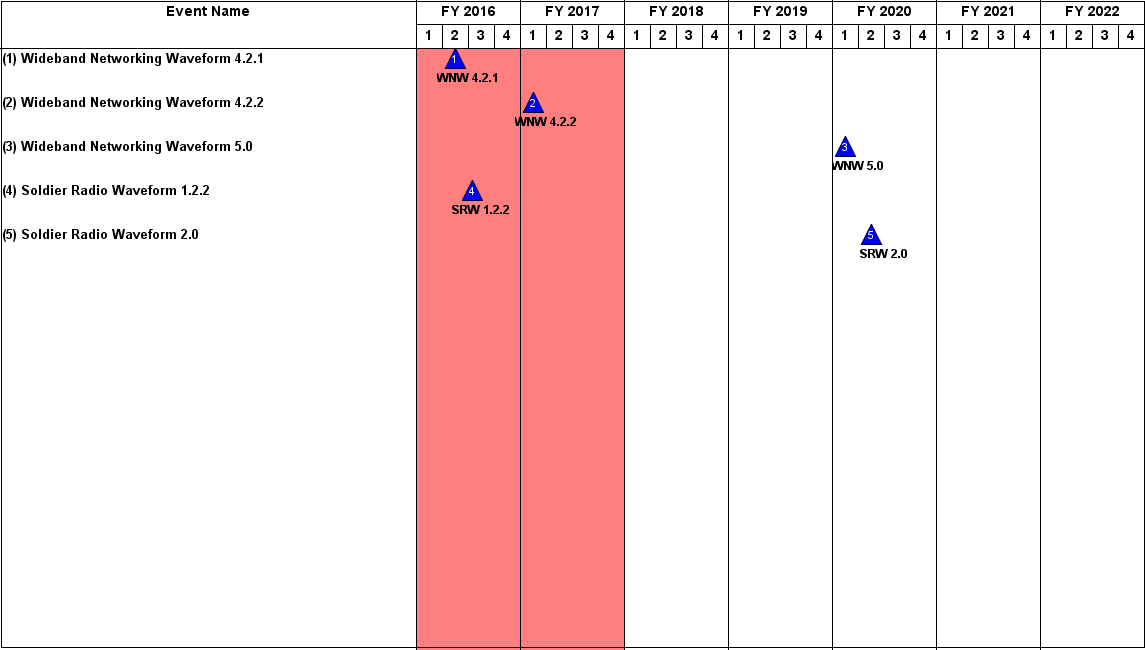 Event Name FY 2016 FY 2017 FY 2018 FY 2019 FY 2020 FY 2021 FY 2022
1 2 3 4 1 2 3 4 1 2 3 4 1 2 3 4 1 2 3 4 1 2 3 4 1 2 3 4
(1) Wideband Networking Waveform 4.2.1 1
WNW 4.2.1
(2) Wideband Networking Waveform 4.2.2 2
WNW 4.2.2
(3) Wideband Networking Waveform 5.0 3
WNW 5.0
(4) Soldier Radio Waveform 1.2.2 4
SRW 1.2.2
(5) Soldier Radio Waveform 2.0 5
SRW 2.0